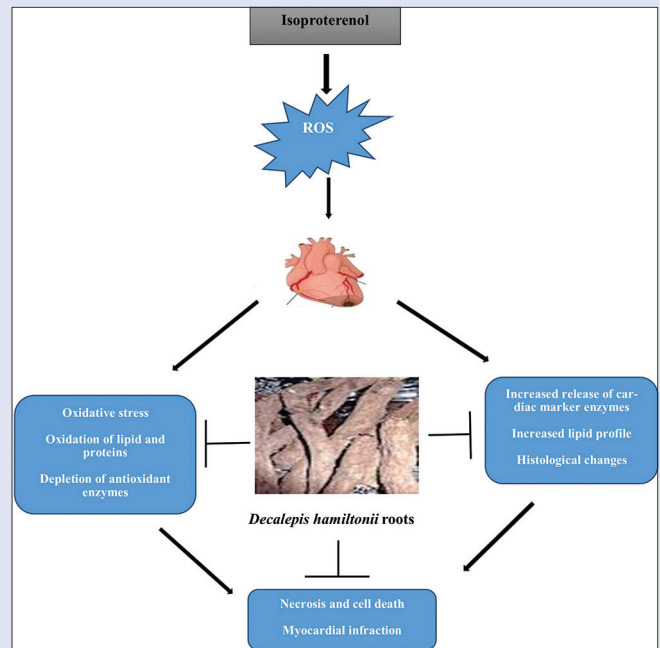 Isoproterenol
ROS
Oxidative stress
Oxidation of lipid and
proteins
Depletion of antioxidant
enzymes
Increased release of car-
diac marker enzymes
Increased lipid profile
Histological changes
Decalepis hamiltonii roots
Necrosis and cell death
Myocardial infraction